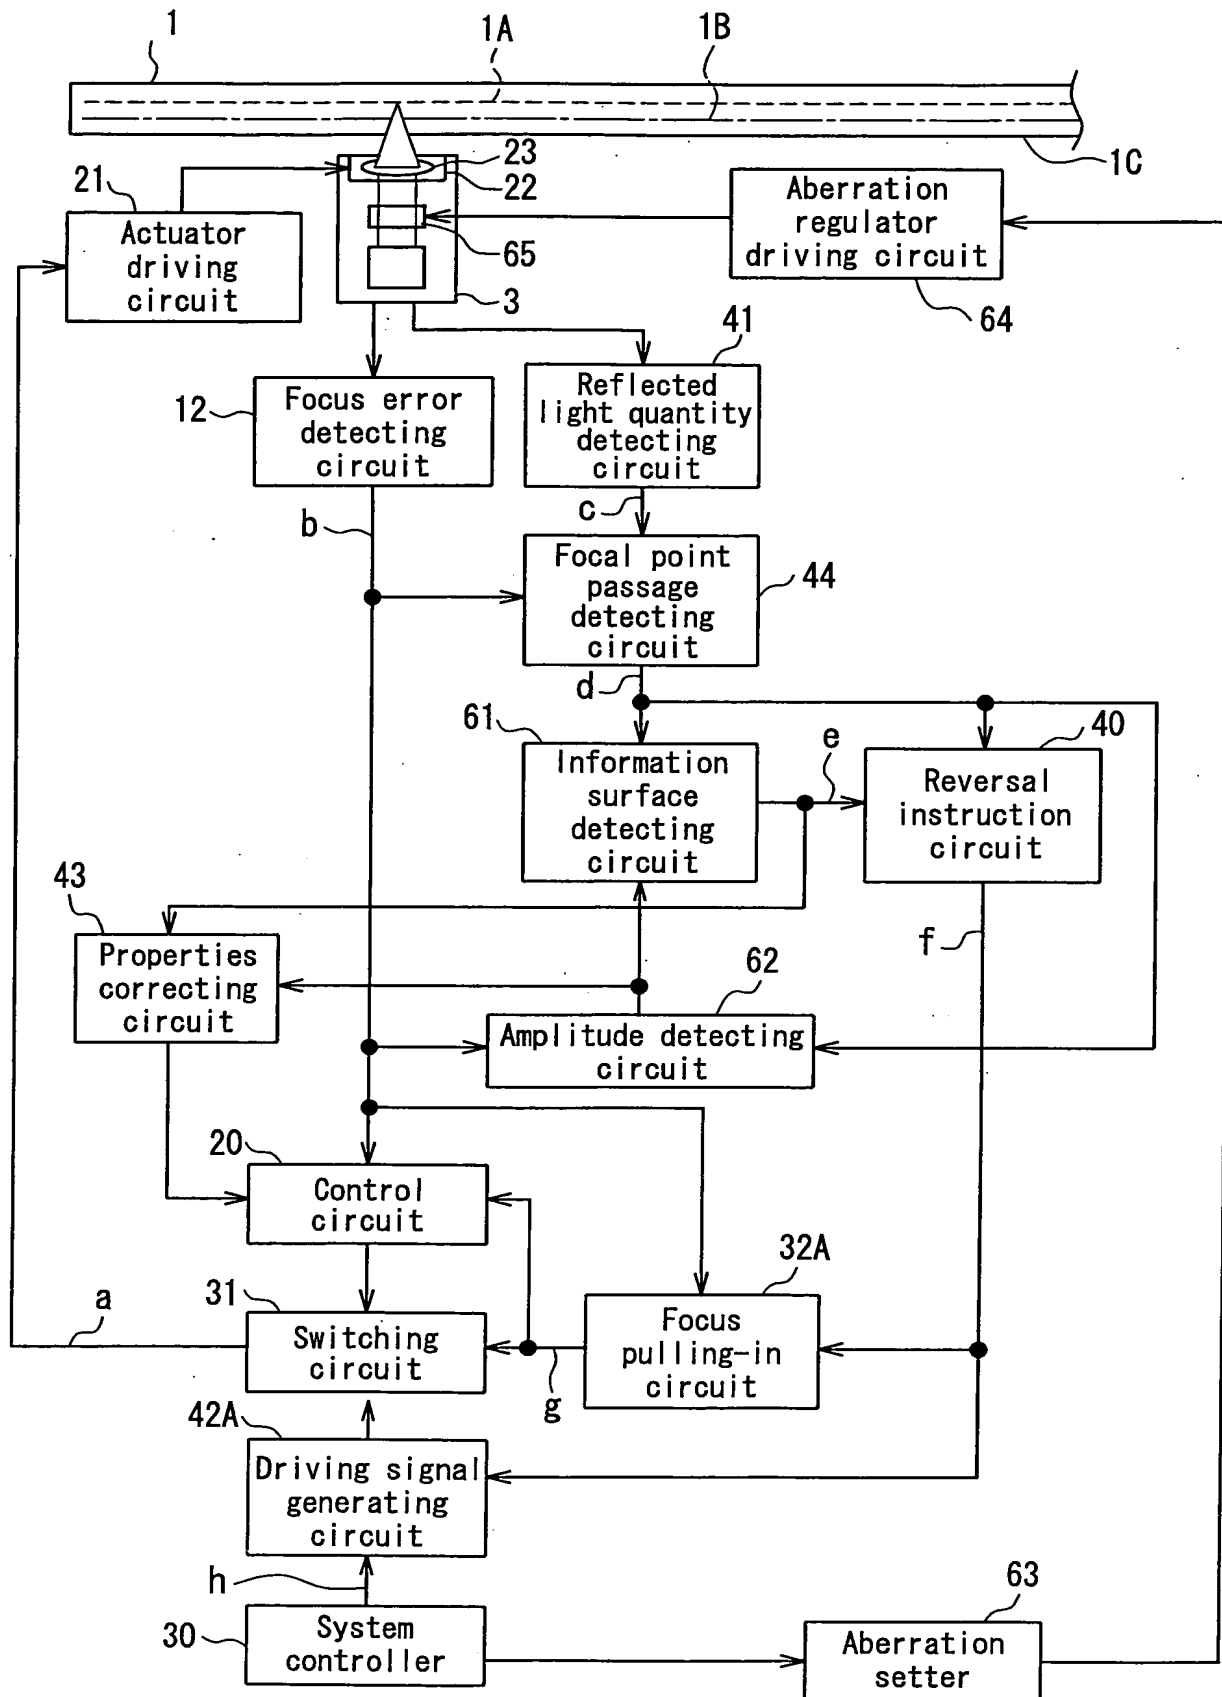 1
1A
1B
1C
21
23
22
Actuator
driving
circuit
65
Aberration
regulator
driving circuit
3
64
41
12
Focus error
detecting
circuit
Reflected
light quantity
detecting
circuit
c
b
Focal point
passage
detecting
circuit
44
d
61
40
Information
surface
detecting
circuit
e
Reversal
instruction
circuit
43
f
Properties
correcting
circuit
62
Amplitude detecting
circuit
20
Control
circuit
32A
31
a
Switching
circuit
Focus
pulling-in
circuit
g
42A
Driving signal
generating
circuit
h
63
30
System
controller
Aberration
setter